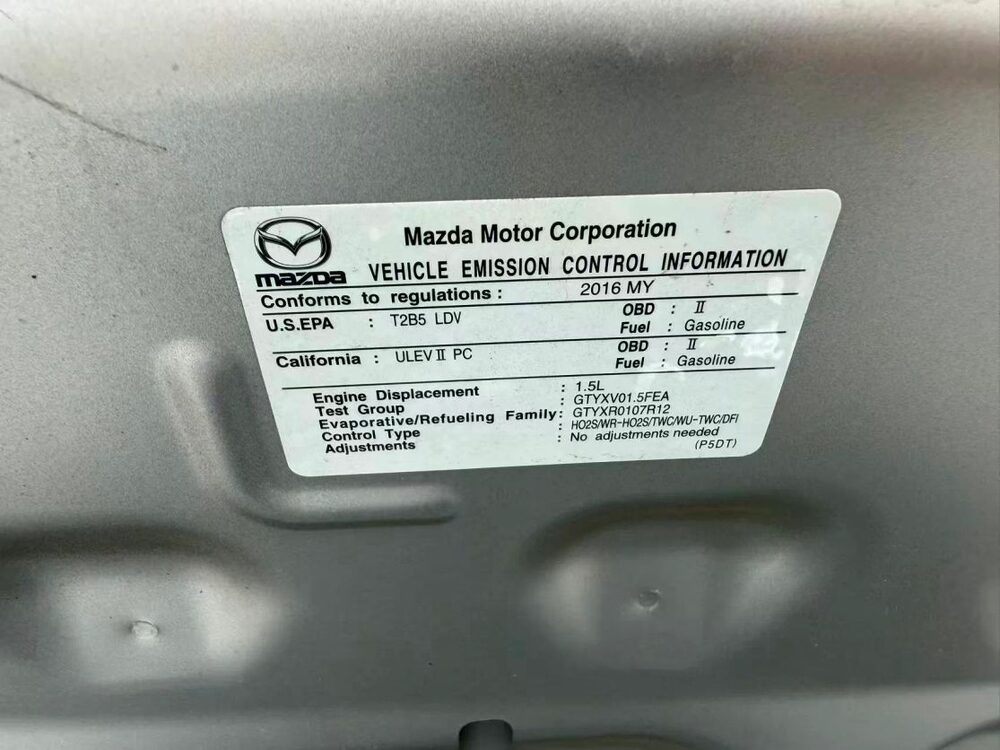 mazda
Mazda Motor Corporation
VEHICLE EMISSION CONTROL INFORMATION
Conforms to regulations : 2016 MY
U.S.EPA : T2B5 LDV OBD : II
Fuel : Gasoline
California : ULEV II PC OBD : II
Fuel : Gasoline
Engine Displacement : 1.5L
Test Group : GTYXV01.5FEA
Evaporative/Refueling Family: GTYXR0107R12
Control Type : HO2S/WR-HO2S/TWC/WU-TWC/DFI
Adjustments : No adjustments needed
(P5DT)